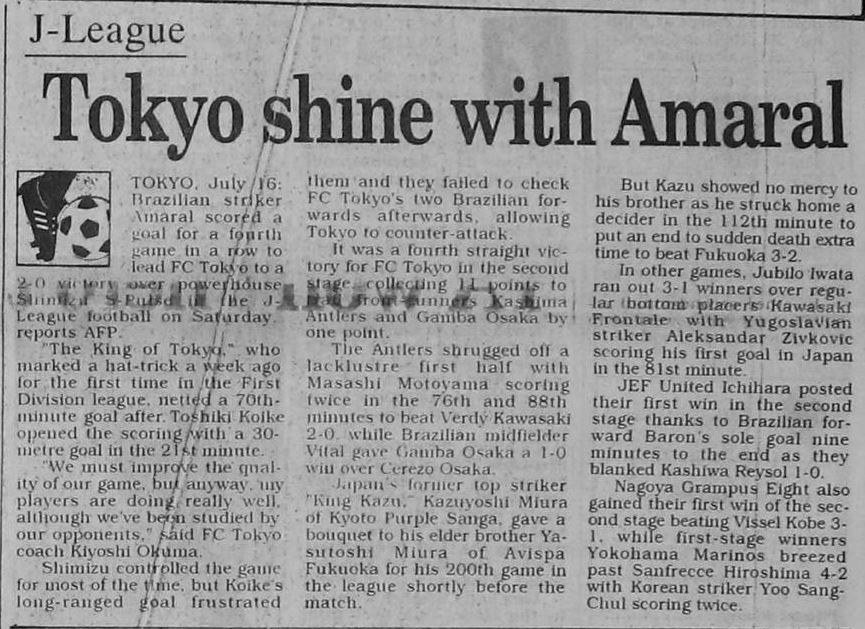 J-League
Tokyo shine with Amaral
TOKYO, July 16:
Brazilian striker
Amaral scored a
goal for a fourth
game in a row to
lead FC Tokyo to a
2-0 victory over powerhouse
Shimizu S-Pulse in the J-
League football on Saturday,
reports AFP.
"The King of Tokyo," who
marked a hat-trick a week ago
for the first time in the First
Division league, netted a 70th-
minute goal after Toshiki Koike
opened the scoring with a 30-
metre goal in the 21st minute.
"We must improve the qual-
ity of our game, but anyway, my
players are doing really well,
although we've been studied by
our opponents," said FC Tokyo
coach Kiyoshi Okuma.
Shimizu controlled the game
for most of the time, but Koike's
long-ranged goal frustrated
them and they failed to check
FC Tokyo's two Brazilian for-
wards afterwards, allowing
Tokyo to counter-attack.
It was a fourth straight vic-
tory for FC Tokyo in the second
stage, collecting 11 points to
front-runners Kashima
Antlers and Gamba Osaka by
one point.
The Antlers shrugged off a
lacklustre first half with
Masashi Motoyama scoring
twice in the 76th and 88th
minutes to beat Verdy Kawasaki
2-0, while Brazilian midfielder
Vital gave Gamba Osaka a 1-0
win over Cerezo Osaka.
Japan's former top striker
"King Kazu," Kazuyoshi Miura
of Kyoto Purple Sanga, gave a
bouquet to his elder brother Ya-
sutoshi Miura of Avispa
Fukuoka for his 200th game in
the league shortly before the
match.
But Kazu showed no mercy to
his brother as he struck home a
decider in the 112th minute to
put an end to sudden death extra
time to beat Fukuoka 3-2.
In other games, Jubilo Iwata
ran out 3-1 winners over regu-
lar bottom placers Kawasaki
Frontale with Yugoslavian
striker Aleksandar Zivkovic
scoring his first goal in Japan
in the 81st minute.
JEF United Ichihara posted
their first win in the second
stage thanks to Brazilian for-
ward Baron's sole goal nine
minutes to the end as they
blanked Kashiwa Reysol 1-0.
Nagoya Grampus Eight also
gained their first win of the sec-
ond stage beating Vissel Kobe 3-
1, while first-stage winners
Yokohama Marinos breezed
past Sanfrecce Hiroshima 4-2
with Korean striker Yoo Sang-
Chul scoring twice.